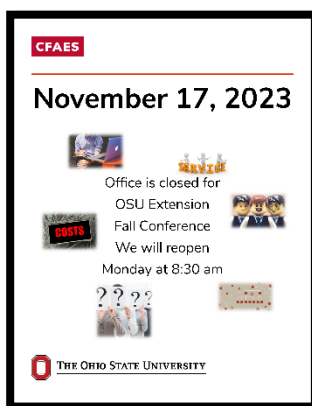 CFAES
November 17, 2023
SERVICE
Office is closed for
OSU Extension
Fall Conference
COSTS
We will reopen
Monday at 8:30 am
? ? ? ?
THE OHIO STATE UNIVERSITY